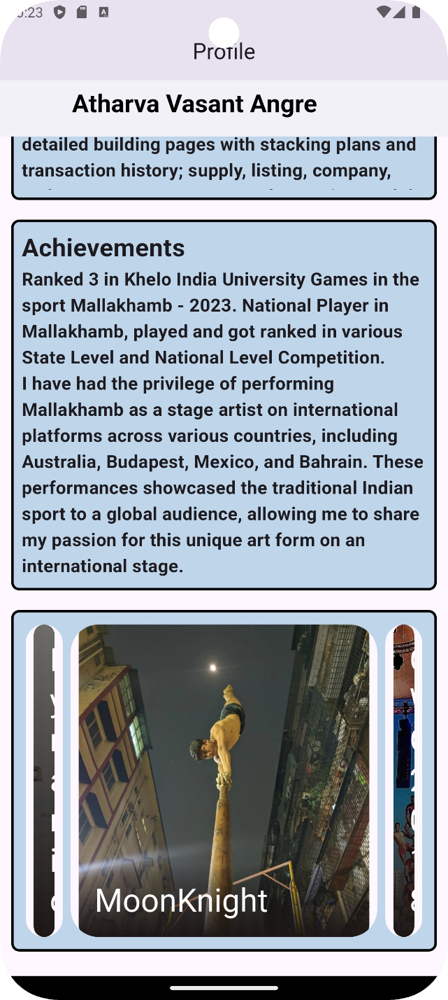 :23
Profile
Atharva Vasant Angre
detailed building pages with stacking plans and
transaction history; supply, listing, company,
Achievements
Ranked 3 in Khelo India University Games in the
sport Mallakhamb - 2023. National Player in
Mallakhamb, played and got ranked in various
State Level and National Level Competition.
I have had the privilege of performing
Mallakhamb as a stage artist on international
platforms across various countries, including
Australia, Budapest, Mexico, and Bahrain. These
performances showcased the traditional Indian
sport to a global audience, allowing me to share
my passion for this unique art form on an
international stage.
MoonKnight